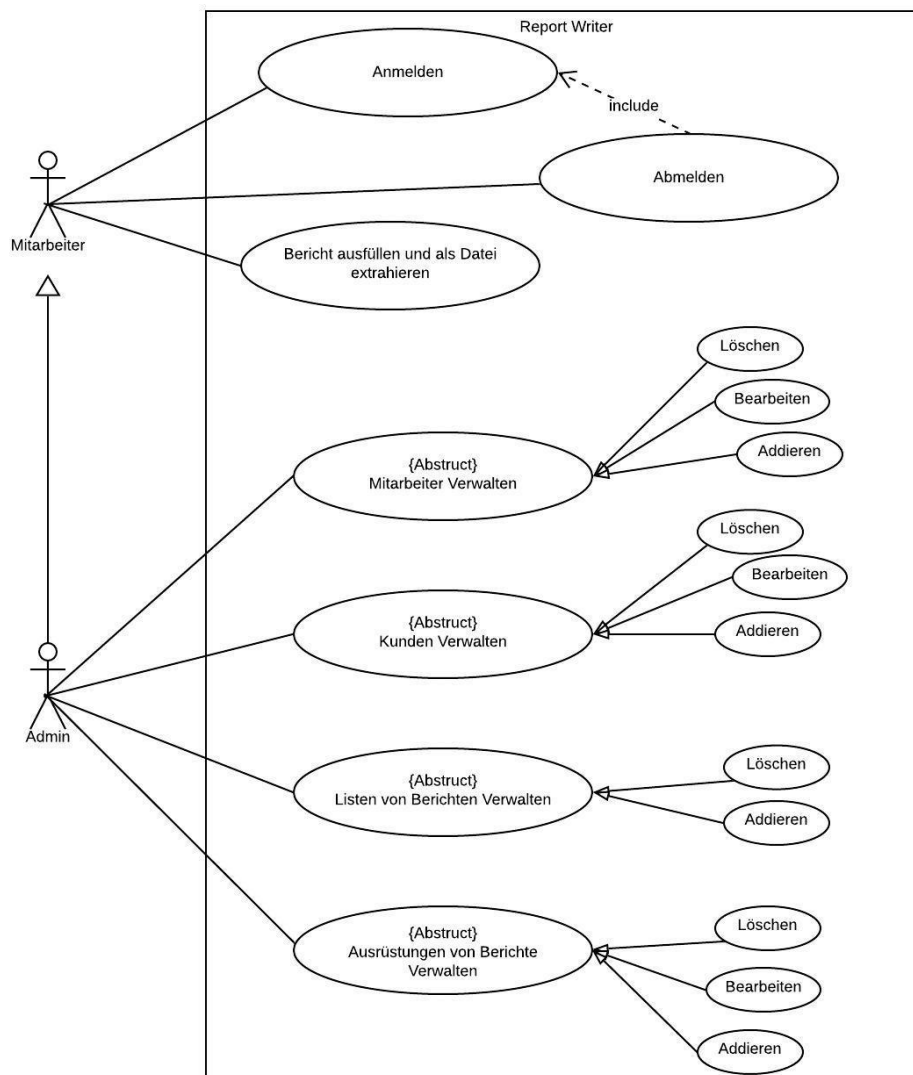 Report Writer
Anmelden
include
Abmelden
Mitarbeiter
Bericht ausfüllen und als Datei
extrahieren
Löschen
Bearbeiten
Addieren
{Abstruct}
Mitarbeiter Verwalten
Löschen
Bearbeiten
Addieren
{Abstruct}
Kunden Verwalten
Admin
Löschen
Addieren
{Abstruct}
Listen von Berichten Verwalten
Löschen
Bearbeiten
Addieren
{Abstruct}
Ausrüstungen von Berichte
Verwalten